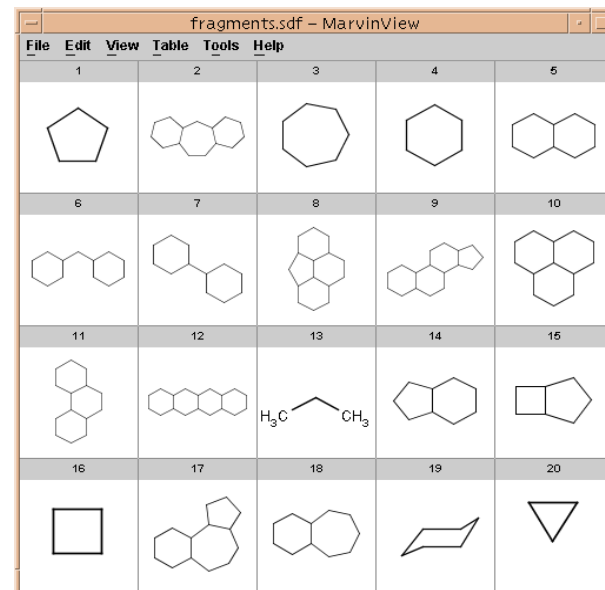 fragments.sdf – MarvinView
File Edit View Table Tools Help
1 2 3 4 5
6 7 8 9 10
11 12 13 14 15
H3C CH3
16 17 18 19 20